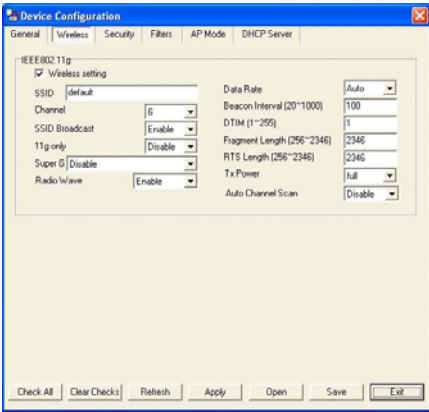 Device Configuration
General Wireless Security Filters AP Mode DHCP Server
IEEE802.11g
Wireless setting
SSID default
Channel 6
SSID Broadcast Enable
11g only Disable
Super G Disable
Radio Wave Enable
Data Rate Auto
Beacon Interval (20~1000) 100
DTIM (1~255) 1
Fragment Length (256~2346) 2346
RTS Length (256~2346) 2346
Tx Power full
Auto Channel Scan Disable
Check All Clear Checks Refresh Apply Open Save Exit